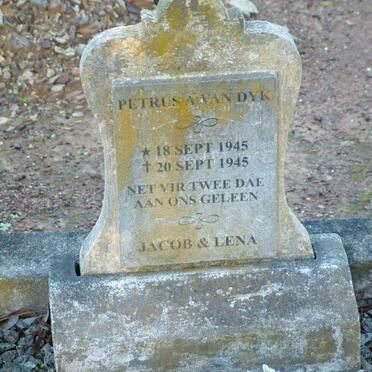 PETRUS A VAN DYK
★ 18 SEPT 1945
† 20 SEPT 1945
NET VIR TWEE DAE
AAN ONS GELEEN
JACOB & LENA